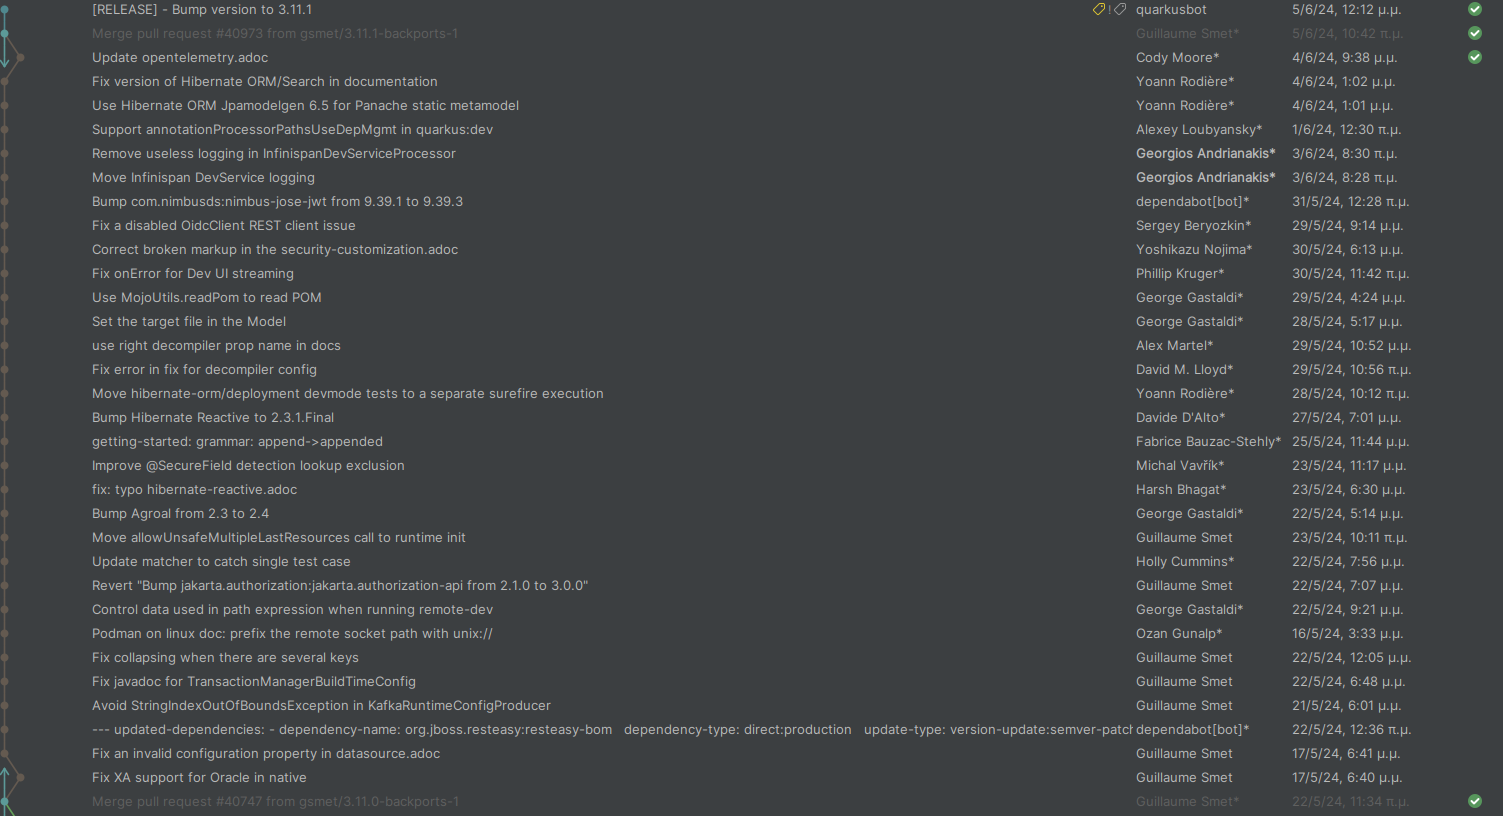 [RELEASE] - Bump version to 3.11.1 quarkusbot 5/6/24, 12:12 μ.μ.
Merge pull request #40973 from gsmet/3.11.1-backports-1 Guillaume Smet* 5/6/24, 10:42 π.μ.
Update opentelemetry.adoc Cody Moore* 4/6/24, 9:38 μ.μ.
Fix version of Hibernate ORM/Search in documentation Yoann Rodière* 4/6/24, 1:02 μ.μ.
Use Hibernate ORM Jpamodelgen 6.5 for Panache static metamodel Yoann Rodière* 4/6/24, 1:01 μ.μ.
Support annotationProcessorPathsUseDepMgmt in quarkus:dev Alexey Loubyansky* 1/6/24, 12:30 π.μ.
Remove useless logging in InfinispanDevServiceProcessor Georgios Andrianakis* 3/6/24, 8:30 π.μ.
Move Infinispan DevService logging Georgios Andrianakis* 3/6/24, 8:28 π.μ.
Bump com.nimbusds:nimbus-jose-jwt from 9.39.1 to 9.39.3 dependabot[bot]* 31/5/24, 12:28 π.μ.
Fix a disabled OidcClient REST client issue Sergey Beryozkin* 29/5/24, 9:14 μ.μ.
Correct broken markup in the security-customization.adoc Yoshikazu Nojima* 30/5/24, 6:13 μ.μ.
Fix onError for Dev UI streaming Phillip Kruger* 30/5/24, 11:42 π.μ.
Use MojoUtils.readPom to read POM George Gastaldi* 29/5/24, 4:24 μ.μ.
Set the target file in the Model George Gastaldi* 28/5/24, 5:17 μ.μ.
use right decompiler prop name in docs Alex Martel* 29/5/24, 10:52 μ.μ.
Fix error in fix for decompiler config David M. Lloyd* 29/5/24, 10:56 π.μ.
Move hibernate-orm/deployment devmode tests to a separate surefire execution Yoann Rodière* 28/5/24, 10:12 π.μ.
Bump Hibernate Reactive to 2.3.1.Final Davide D'Alto* 27/5/24, 7:01 μ.μ.
getting-started: grammar: append->appended Fabrice Bauzac-Stehly* 25/5/24, 11:44 μ.μ.
Improve @SecureField detection lookup exclusion Michal Vavřík* 23/5/24, 11:17 μ.μ.
fix: typo hibernate-reactive.adoc Harsh Bhagat* 23/5/24, 6:30 μ.μ.
Bump Agroal from 2.3 to 2.4 George Gastaldi* 22/5/24, 5:14 μ.μ.
Move allowUnsafeMultipleLastResources call to runtime init Guillaume Smet 23/5/24, 10:11 π.μ.
Update matcher to catch single test case Holly Cummins* 22/5/24, 7:56 μ.μ.
Revert "Bump jakarta.authorization:jakarta.authorization-api from 2.1.0 to 3.0.0" Guillaume Smet 22/5/24, 7:07 μ.μ.
Control data used in path expression when running remote-dev George Gastaldi* 22/5/24, 9:21 μ.μ.
Podman on linux doc: prefix the remote socket path with unix:// Ozan Gunalp* 16/5/24, 3:33 μ.μ.
Fix collapsing when there are several keys Guillaume Smet 22/5/24, 12:05 μ.μ.
Fix javadoc for TransactionManagerBuildTimeConfig Guillaume Smet 22/5/24, 6:48 μ.μ.
Avoid StringIndexOutOfBoundsException in KafkaRuntimeConfigProducer Guillaume Smet 21/5/24, 6:01 μ.μ.
--- updated-dependencies: - dependency-name: org.jboss.resteasy:resteasy-bom dependency-type: direct:production update-type: version-update:semver-patch dependabot[bot]* 22/5/24, 12:36 π.μ.
Fix an invalid configuration property in datasource.adoc Guillaume Smet 17/5/24, 6:41 μ.μ.
Fix XA support for Oracle in native Guillaume Smet 17/5/24, 6:40 μ.μ.
Merge pull request #40747 from gsmet/3.11.0-backports-1 Guillaume Smet* 22/5/24, 11:34 π.μ.